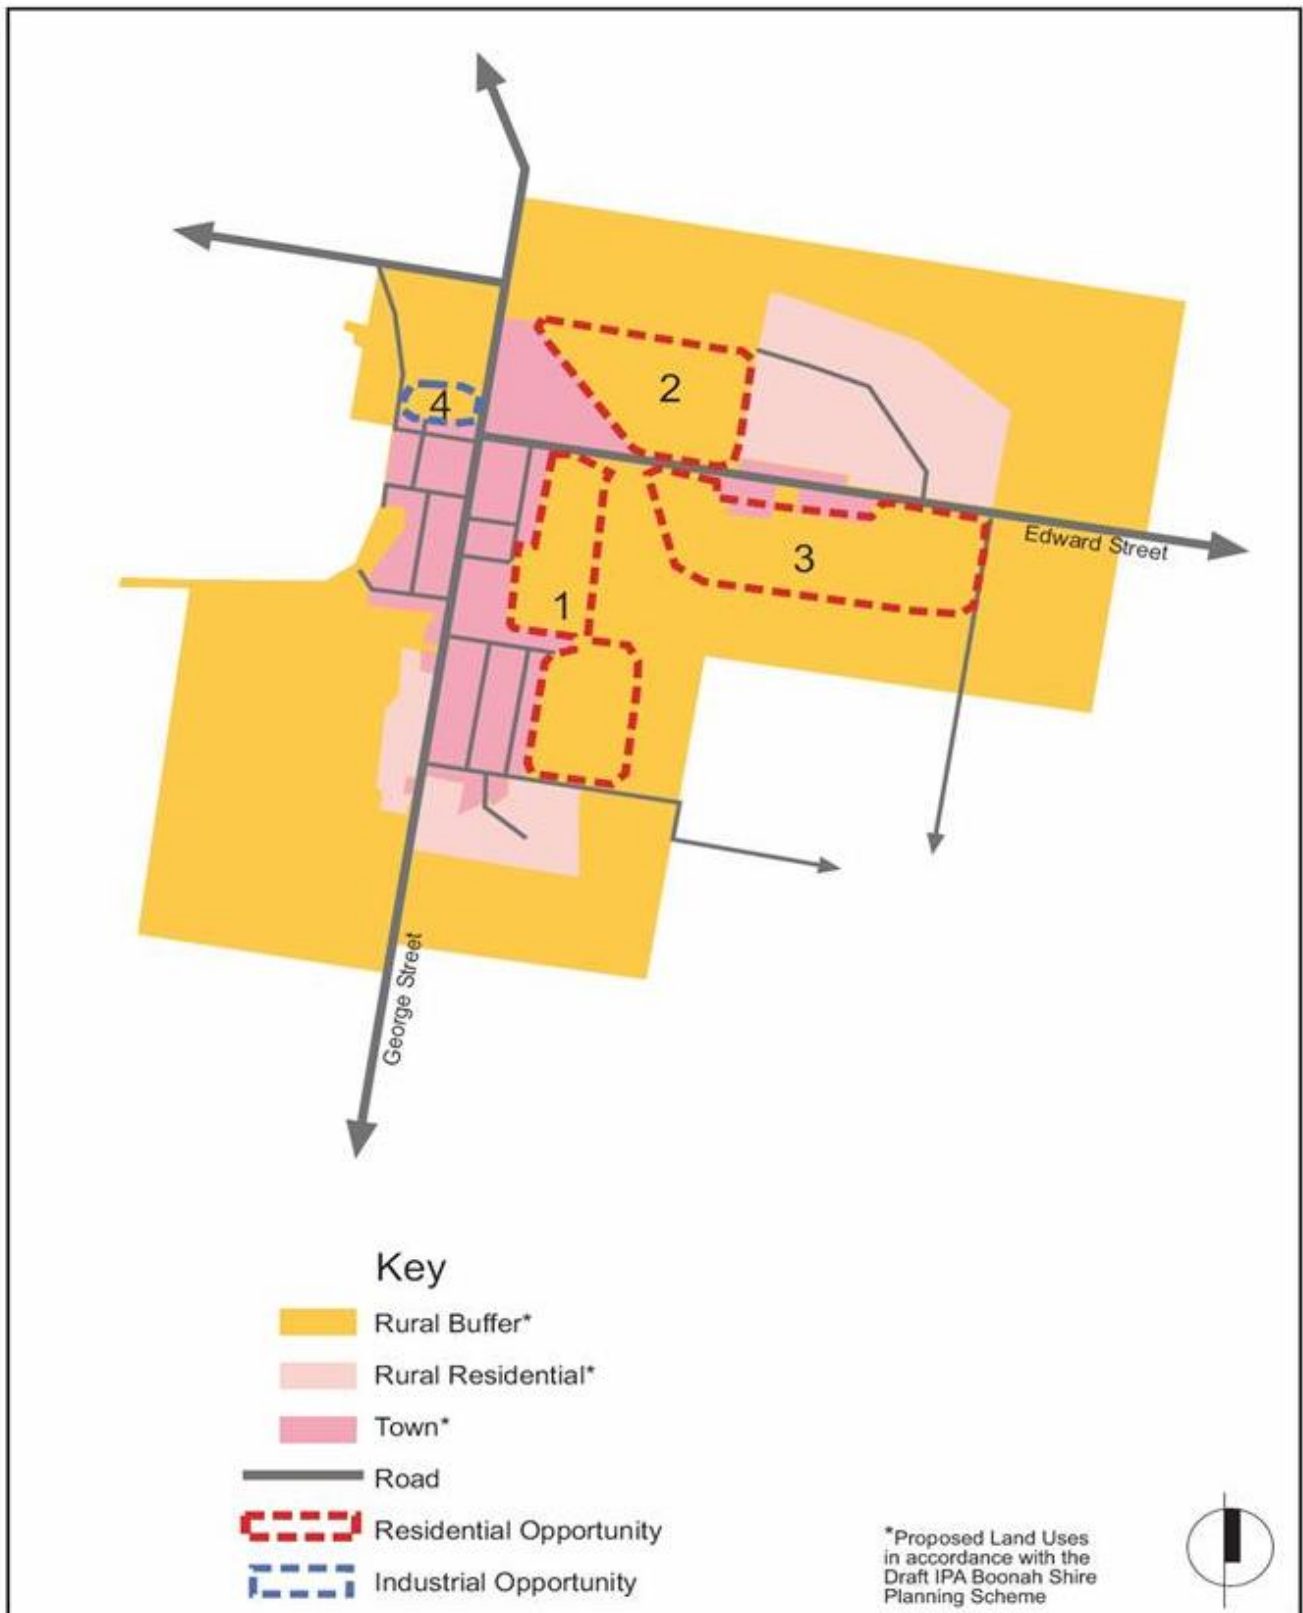 2
4
Edward Street
3
1
George Street
Key
Rural Buffer*
Rural Residential*
Town*
Road
Residential Opportunity
Industrial Opportunity
*Proposed Land Uses
in accordance with the
Draft IPA Boonah Shire
Planning Scheme